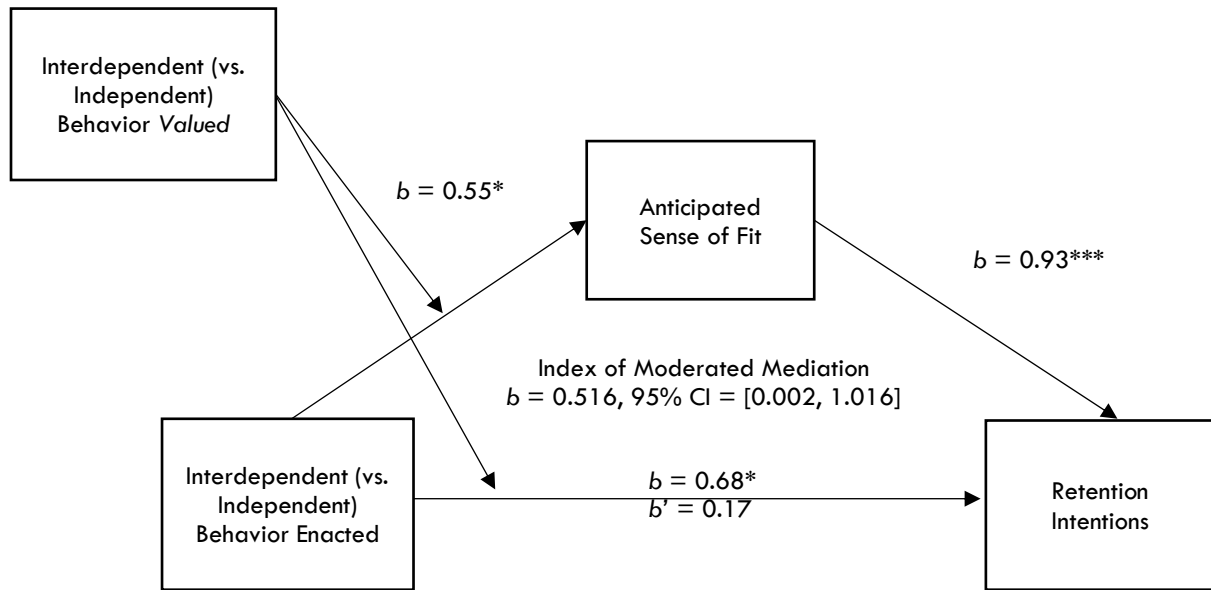 Interdependent (vs.
Independent)
Behavior Valued
b = 0.55*
Anticipated
Sense of Fit
b = 0.93***
Index of Moderated Mediation
b = 0.516, 95% CI = [0.002, 1.016]
Interdependent (vs.
Independent)
Behavior Enacted
b = 0.68*
b’ = 0.17
Retention
Intentions